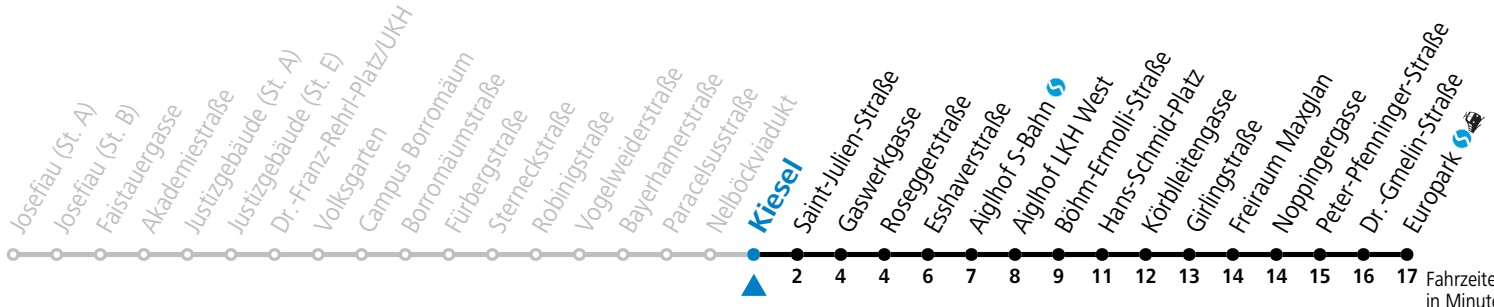 Josefiau (St. A)
Josefiau (St. B)
Faistauergasse
Akademiestraße
Justizgebäude (St. A)
Justizgebäude (St. E)
Dr.-Franz-Rehrl-Platz/UKH
Volksgarten
Campus Borromäum
Borromäumstraße
Fürbergstraße
Sterneckstraße
Robinigstraße
Vogelweiderstraße
Bayerhamerstraße
Paracelsusstraße
Nelböckviadukt
Kiesel
Saint-Julien-Straße
Gaswerkgasse
Roseggerstraße
Esshaverstraße
Aiglhof S-Bahn
Aiglhof LKH West
Böhm-Ermolli-Straße
Hans-Schmid-Platz
Körblleitengasse
Girlingstraße
Freiraum Maxglan
Noppingergasse
Peter-Pfenninger-Straße
Dr.-Gmelin-Straße
Europark
2 4 4 6 7 8 9 11 12 13 14 14 15 16 17
Fahrzeite
in Minute